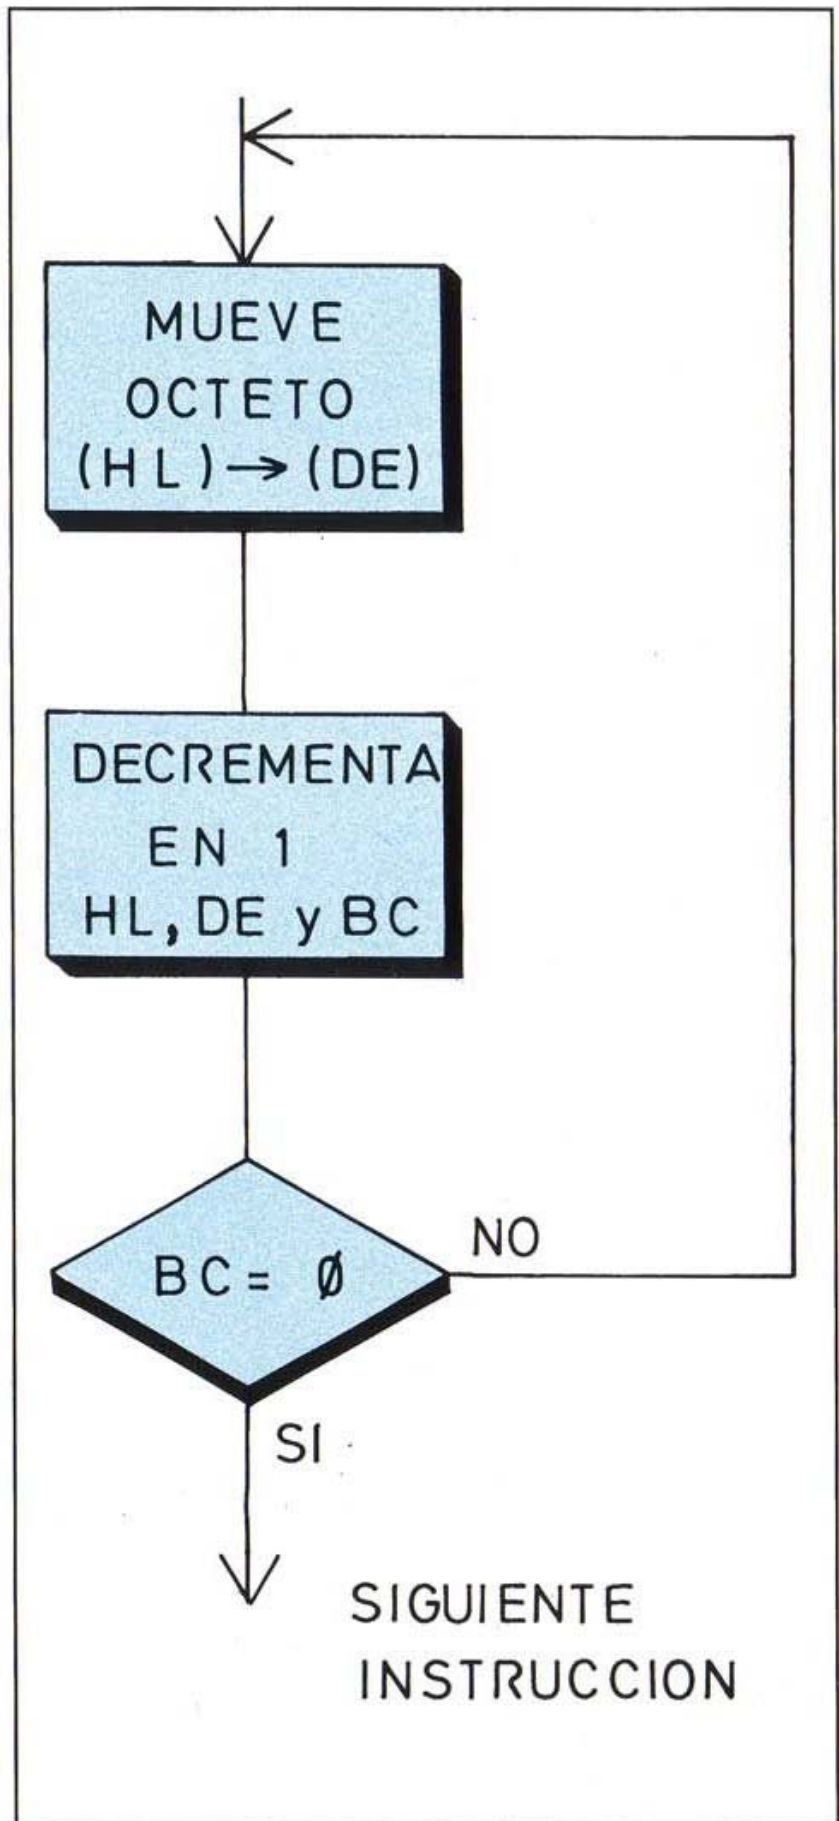 MUEVE
OCTETO
(HL)→(DE)
DECREMENTA
EN 1
HL, DE y BC
BC= Ø
NO
SI
SIGUIENTE
INSTRUCCION